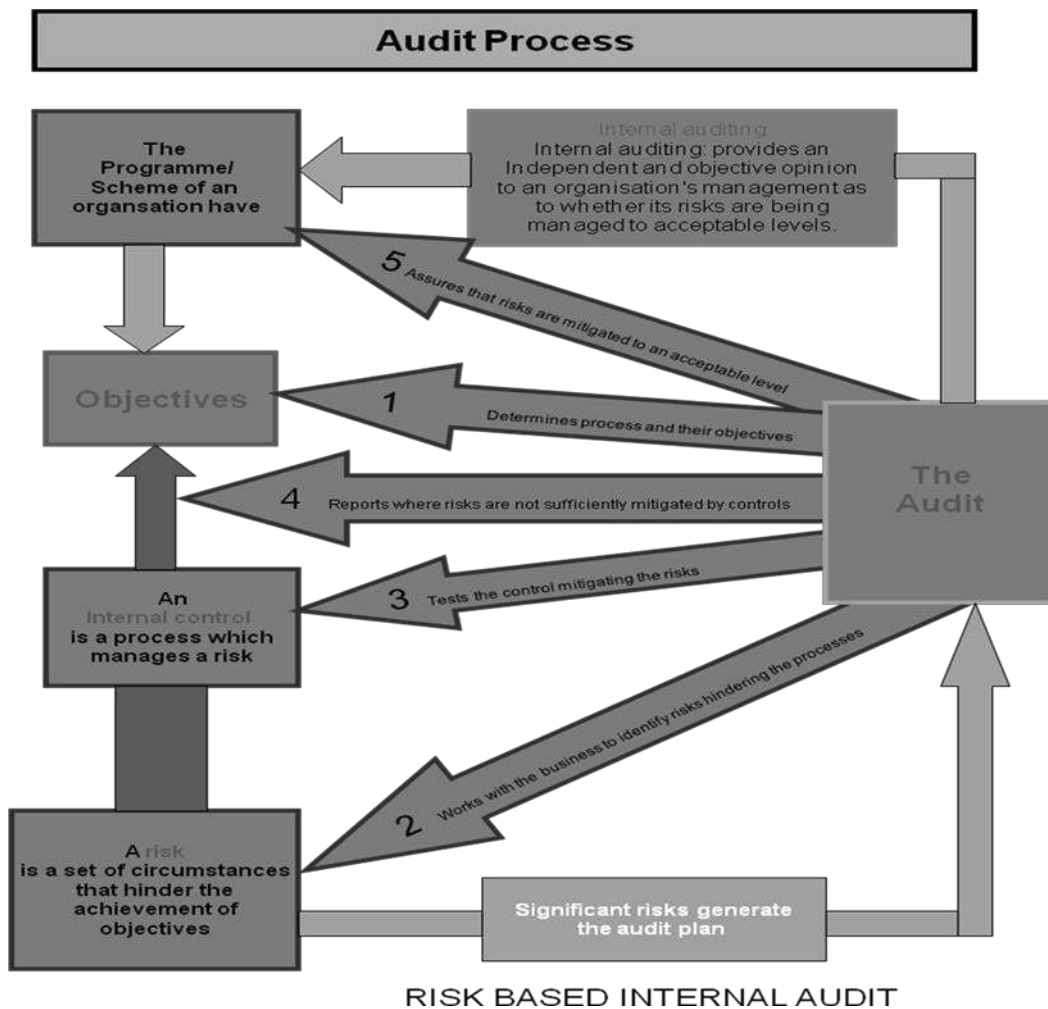 Audit Process
The
Programme/
Scheme of an
organsation have
Internal auditing
Internal auditing: provides an
Independent and objective opinion
to an organisation's management as
to whether its risks are being
managed to acceptable levels.
5 Assures that risks are mitigated to an acceptable level
Objectives
1 Determines process and their objectives
The
Audit
4 Reports where risks are not sufficiently mitigated by controls
An
Internal control
is a process which
manages a risk
3 Tests the control mitigating the risks
2 Works with the business to identify risks hindering the processes
A risk
is a set of circumstances
that hinder the
achievement of
objectives
Significant risks generate
the audit plan
RISK BASED INTERNAL AUDIT